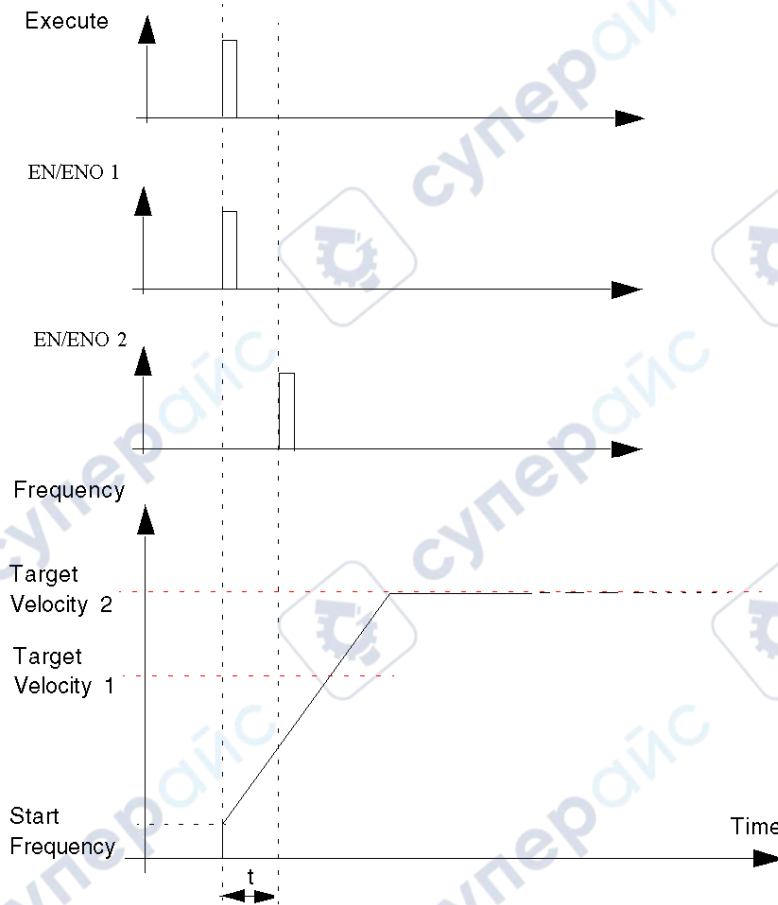 Execute
EN/ENO 1
EN/ENO 2
Frequency
Target
Velocity 2
Target
Velocity 1
Start
Frequency
Time
t
суперайс
суперайс
суперайс
суперайс
суперайс
суперайс